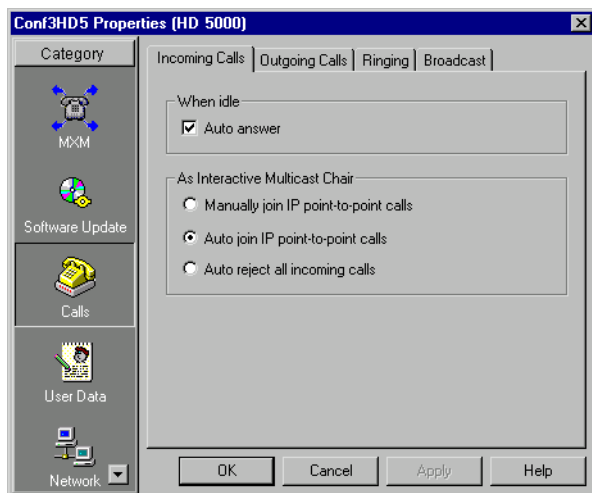 Conf3HD5 Properties (HD 5000)
Category
MXM
Software Update
Calls
User Data
Network
Incoming Calls Outgoing Calls Ringing Broadcast
When idle
Auto answer
As Interactive Multicast Chair
Manually join IP point-to-point calls
Auto join IP point-to-point calls
Auto reject all incoming calls
OK Cancel Apply Help